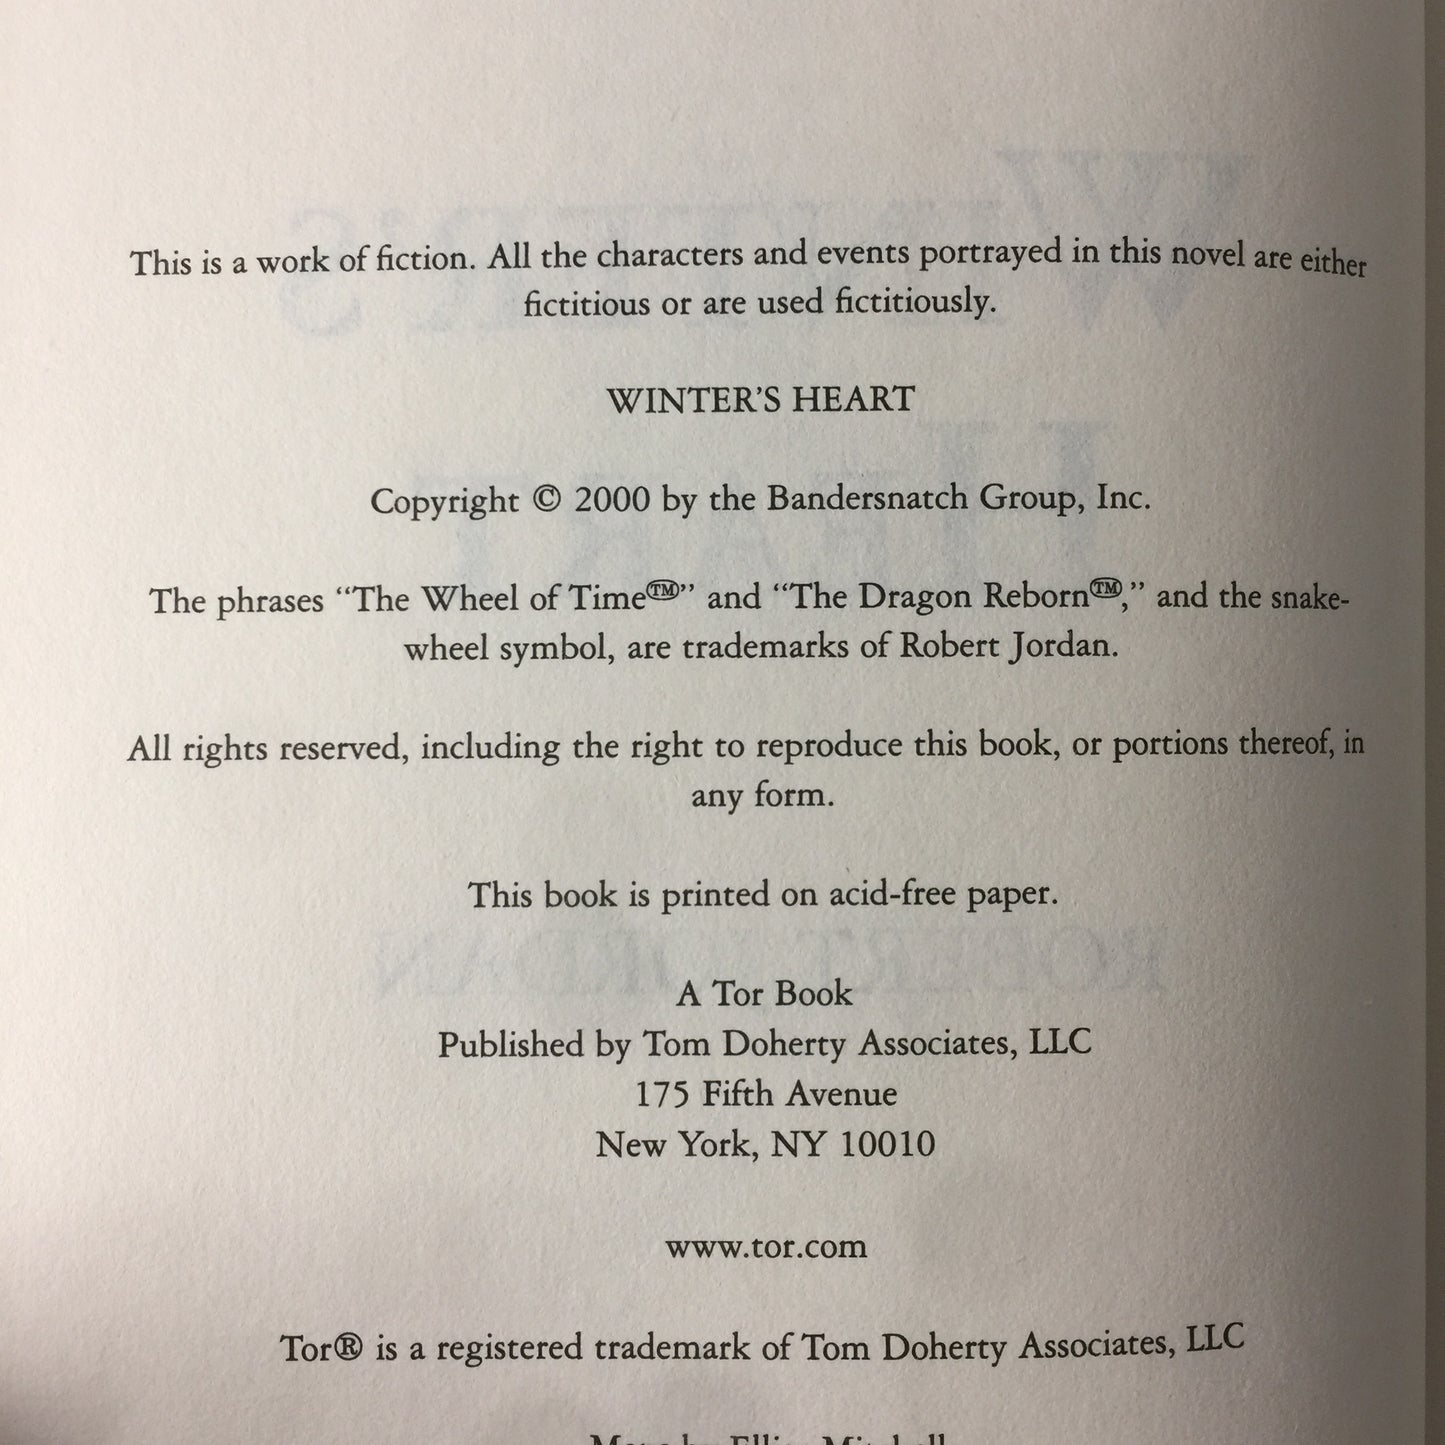 This is a work of fiction. All the characters and events portrayed in this novel are either
fictitious or are used fictitiously.
WINTER'S HEART
Copyright © 2000 by the Bandersnatch Group, Inc.
The phrases “The Wheel of Time™” and “The Dragon Reborn™,” and the snake-
wheel symbol, are trademarks of Robert Jordan.
All rights reserved, including the right to reproduce this book, or portions thereof, in
any form.
This book is printed on acid-free paper.
A Tor Book
Published by Tom Doherty Associates, LLC
175 Fifth Avenue
New York, NY 10010
www.tor.com
Tor® is a registered trademark of Tom Doherty Associates, LLC